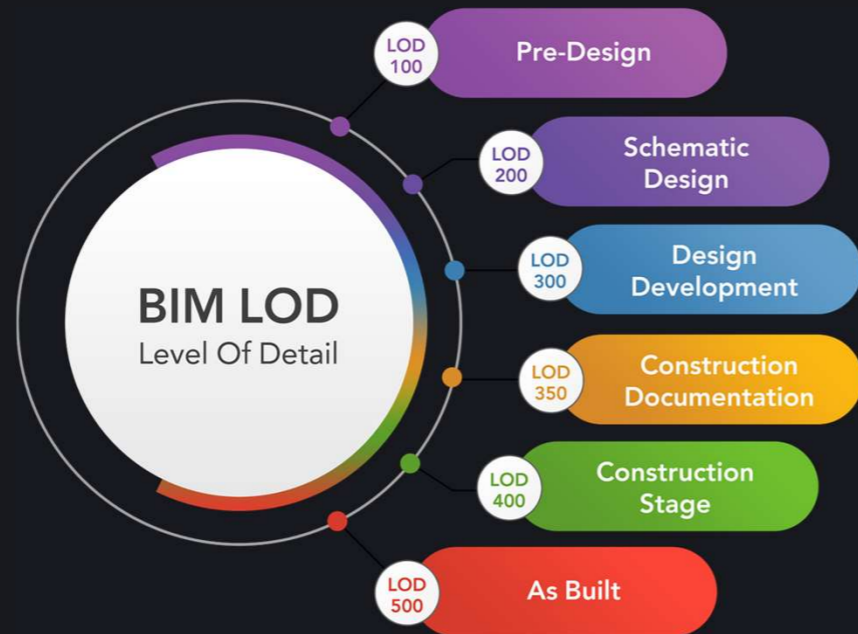 BIM LOD
Level Of Detail
LOD
100
Pre-Design
LOD
200
Schematic
Design
LOD
300
Design
Development
LOD
350
Construction
Documentation
LOD
400
Construction
Stage
LOD
500
As Built